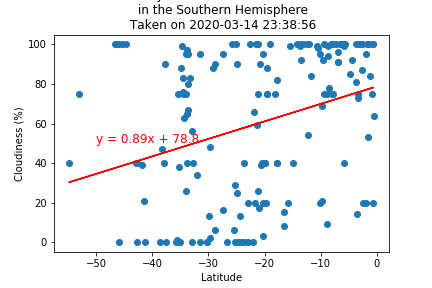 in the Southern Hemisphere
Taken on 2020-03-14 23:38:56
100
80
60
40
20
0
Cloudiness (%)
y = 0.89x + 78.8
−50
−40
−30
−20
−10
0
Latitude